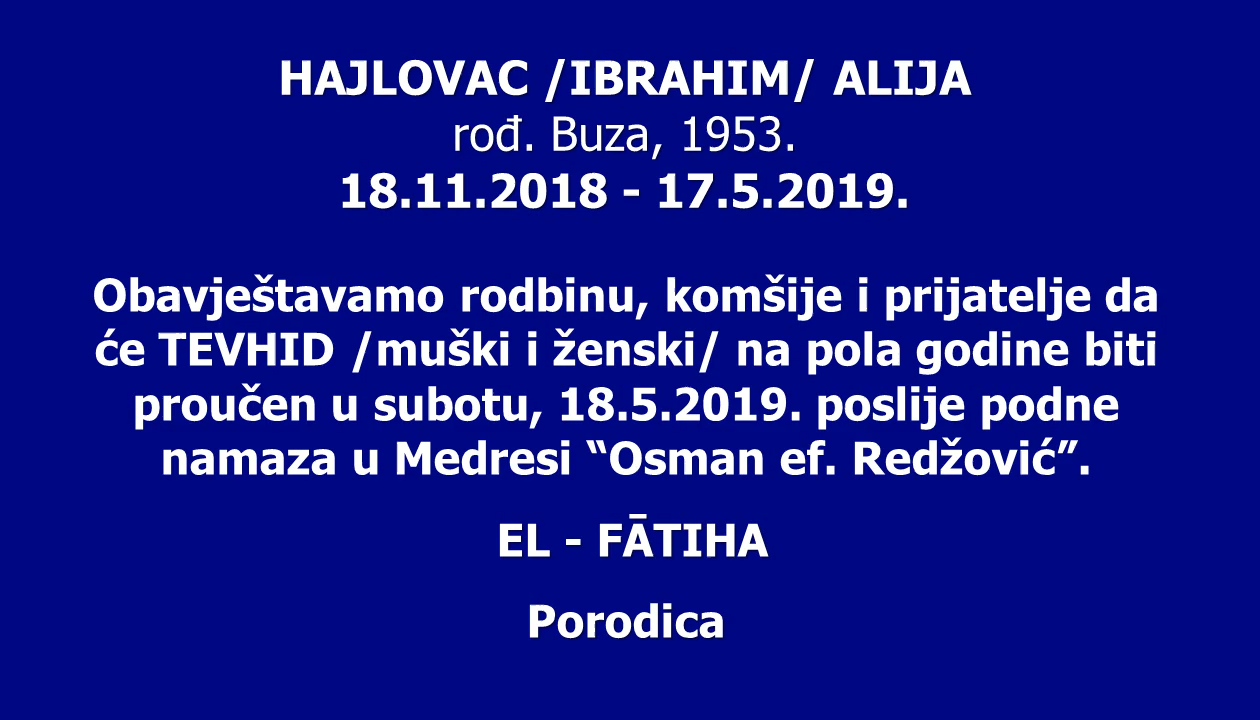 HAJLOVAC /IBRAHIM/ ALIJA
rođ. Buza, 1953.
18.11.2018 - 17.5.2019.
Obavještavamo rodbinu, komšije i prijatelje da
će TEVHID /muški i ženski/ na pola godine biti
proučen u subotu, 18.5.2019. poslije podne
namaza u Medresi “Osman ef. Redžović”.
EL - FĀTIHA
Porodica